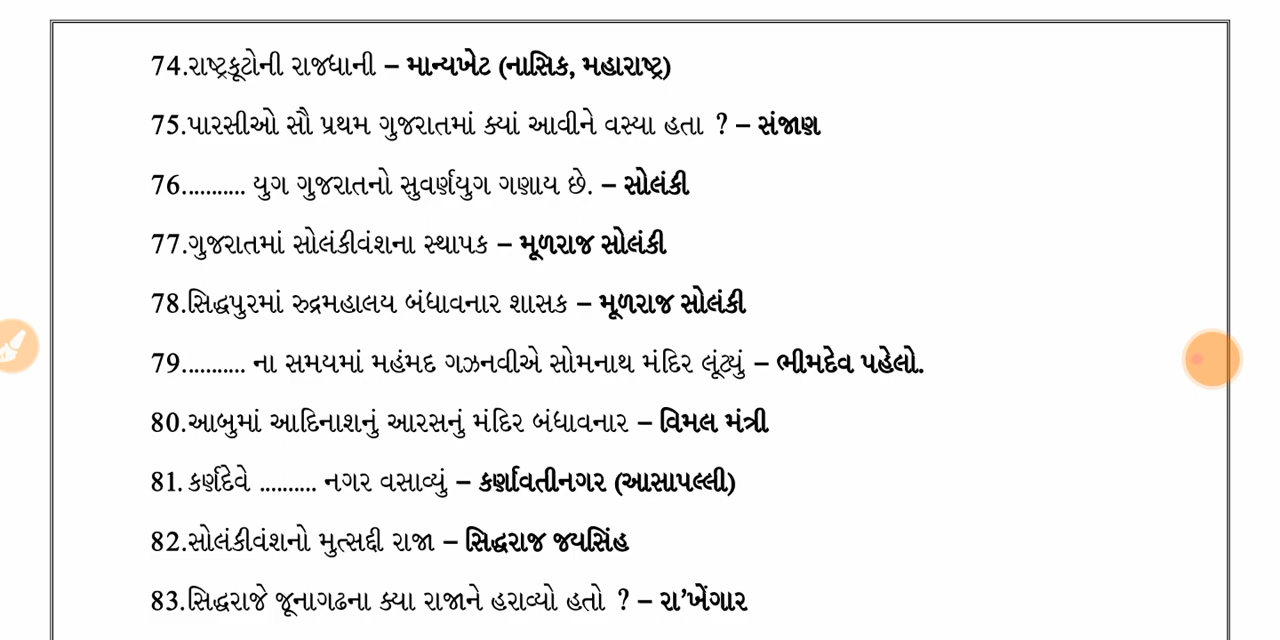 74.રાષ્ટ્રકૂટોની રાજધાની – માન્યખેટ (નાસિક, મહારાષ્ટ્ર)
75.પારસીઓ સૌ પ્રથમ ગુજરાતમાં ક્યાં આવીને વસ્યા હતા ? – સંજાણ
76.......... યુગ ગુજરાતનો સુવર્ણયુગ ગણાય છે. – સોલંકી
77.ગુજરાતમાં સોલંકીવંશના સ્થાપક – મૂળરાજ સોલંકી
78.સિદ્ધપુરમાં રુદ્રમહાલય બંધાવનાર શાસક – મૂળરાજ સોલંકી
79.......... ના સમયમાં મહંમદ ગઝનવીએ સોમનાથ મંદિર લૂંટ્યું – ભીમદેવ પહેલો.
80.આબુમાં આદિનાશનું આરસનું મંદિર બંધાવનાર – વિમલ મંત્રી
81. કર્ણદેવે .......... નગર વસાવ્યું – કર્ણાવતીનગર (આસાપલ્લી)
82.સોલંકીવંશનો મુત્સદ્દી રાજા – સિદ્ધરાજ જયસિંહ
83.સિદ્ધરાજે જૂનાગઢના ક્યા રાજાને હરાવ્યો હતો ? – રા’ખેંગાર